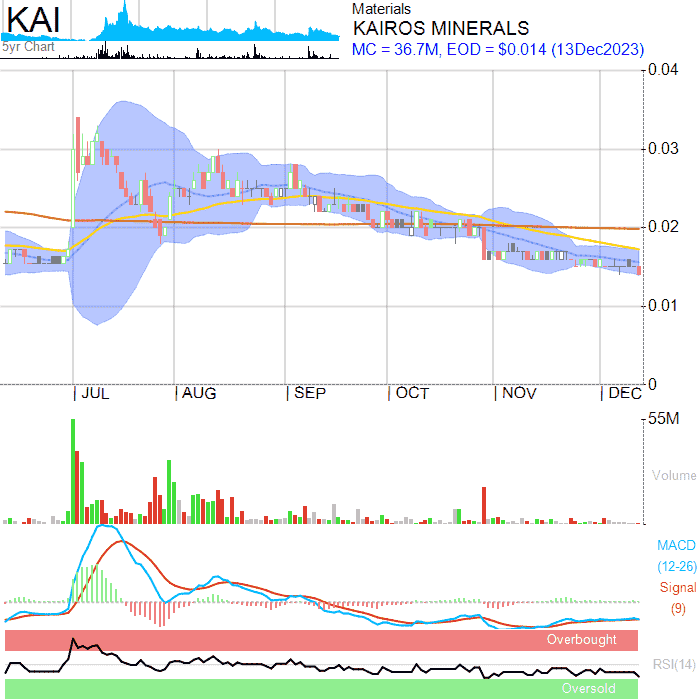 KAI
5yr Chart
Materials
KAIROS MINERALS
MC = 36.7M, EOD = $0.014 (13Dec2023)
0.04
0.03
0.02
0.01
0
JUL
AUG
SEP
OCT
NOV
DEC
55M
Volume
MACD
(12-26)
Signal
(9)
Overbought
RSI(14)
Oversold